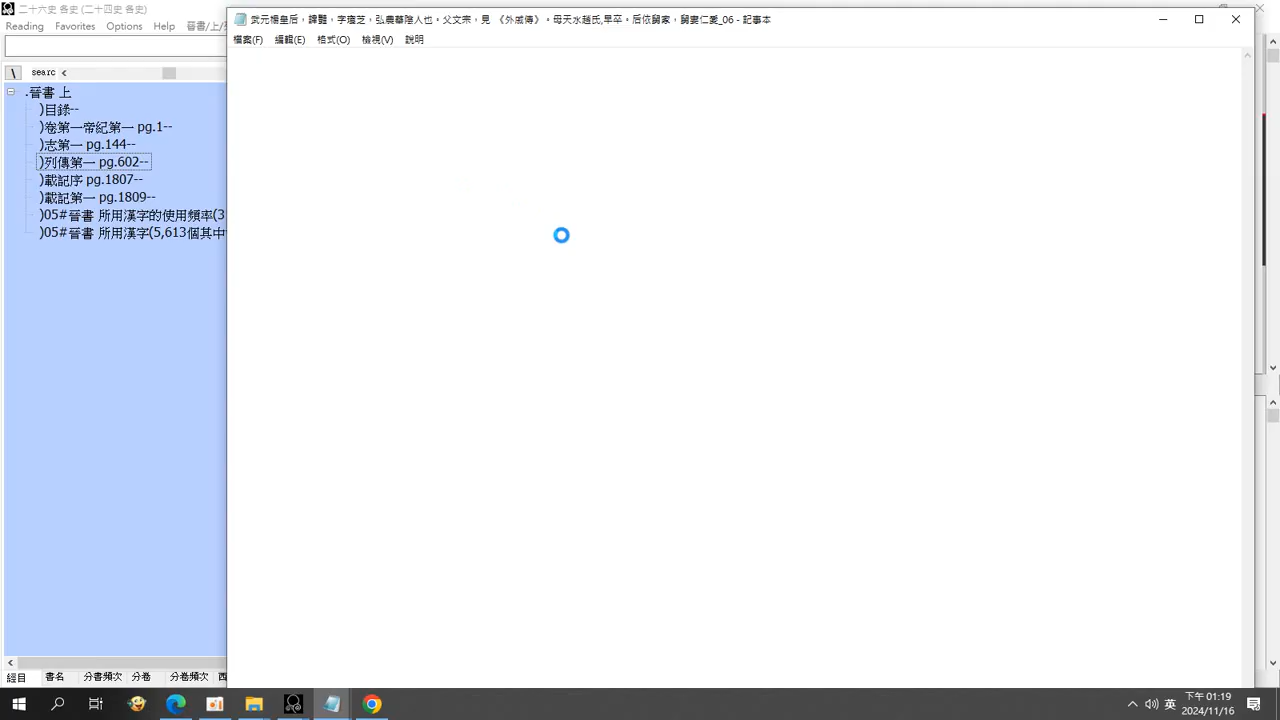 二十六史 各史 (二十四史 各史)
Reading Favorites Options Help 晉書/上/
searc
.晉書 上
)目錄--
)卷第一帝紀第一 pg.1--
)志第一 pg.144--
)列傳第一 pg.602--
)載記序 pg.1807--
)載記第一 pg.1809--
)05#晉書 所用漢字的使用頻率(3
)05#晉書 所用漢字(5,613個其中
經目 書名 分書頻次 分卷 分卷頻次 西
武元楊皇后，諱豔，字瓊芝，弘農華陰人也。父文宗，見《外戚傳》。母天水趙氏,早卒。后依舅家，舅妻仁愛_06 - 記事本
檔案(F) 編輯(E) 格式(O) 檢視(V) 說明
英
下午 01:19
2024/11/16